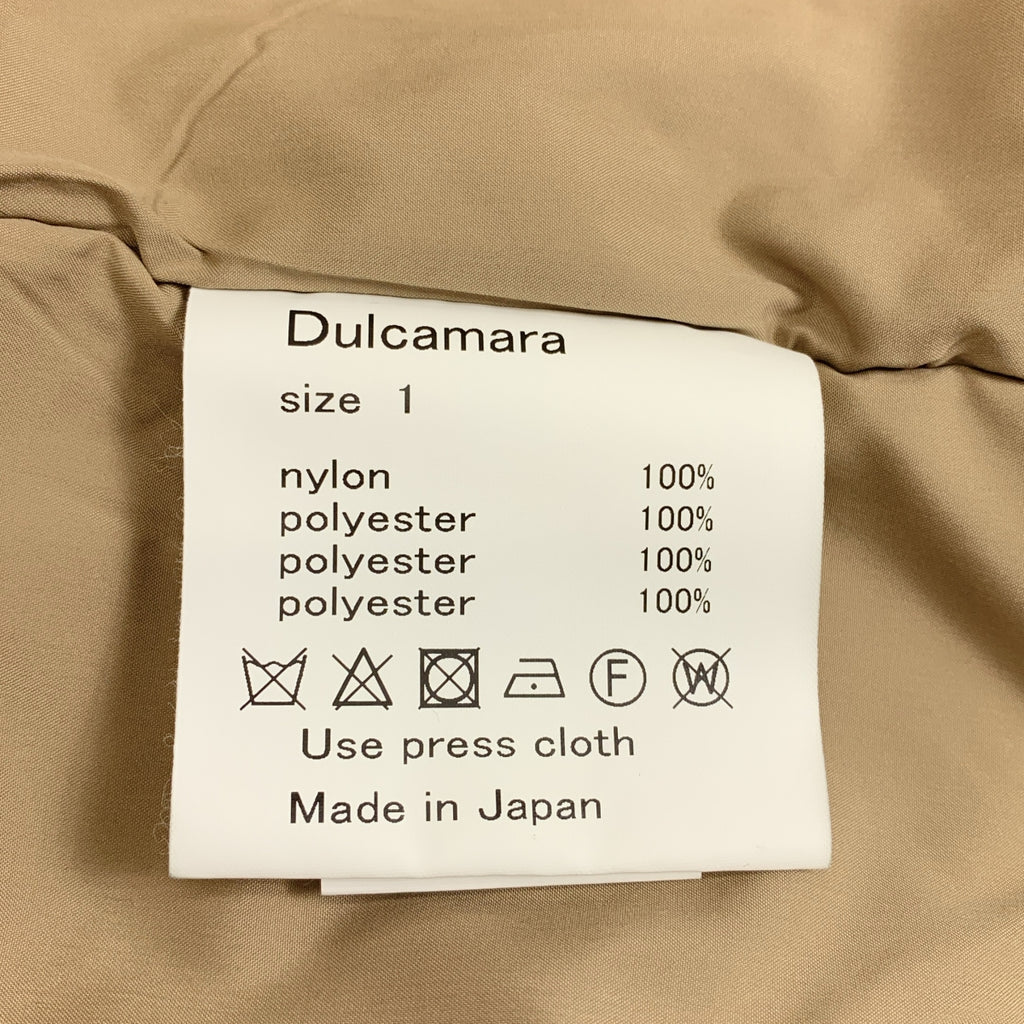 Dulcamara
size 1
nylon 100%
polyester 100%
polyester 100%
polyester 100%
F W
Use press cloth
Made in Japan